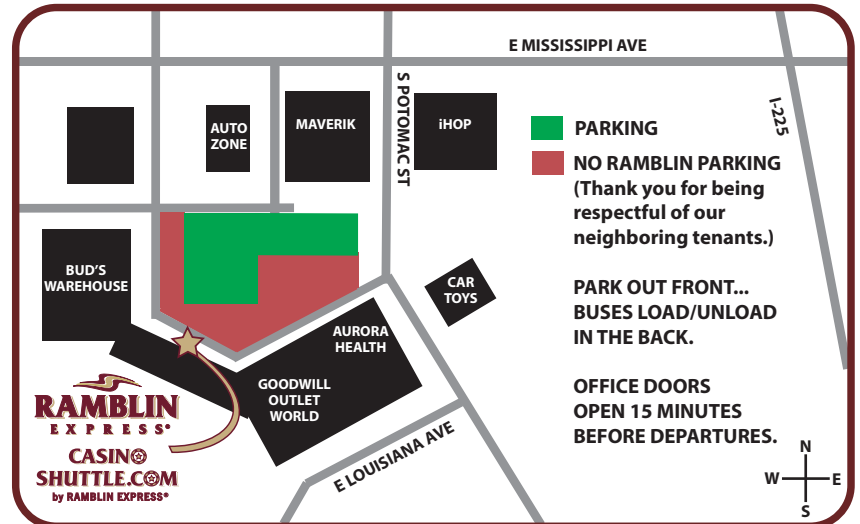 E MISSISSIPPI AVE
S POTOMAC ST
I-225
AUTO
ZONE
MAVERIK
iHOP
PARKING
NO RAMBLIN PARKING
(Thank you for being
respectful of our
neighboring tenants.)
BUD'S
WAREHOUSE
CAR
TOYS
PARK OUT FRONT...
BUSES LOAD/UNLOAD
IN THE BACK.
AURORA
HEALTH
GOODWILL
OUTLET
WORLD
OFFICE DOORS
OPEN 15 MINUTES
BEFORE DEPARTURES.
RAMBLIN
EXPRESS®
CASINO
SHUTTLE.COM
by RAMBLIN EXPRESS®
E LOUISIANA AVE
N
W E
S